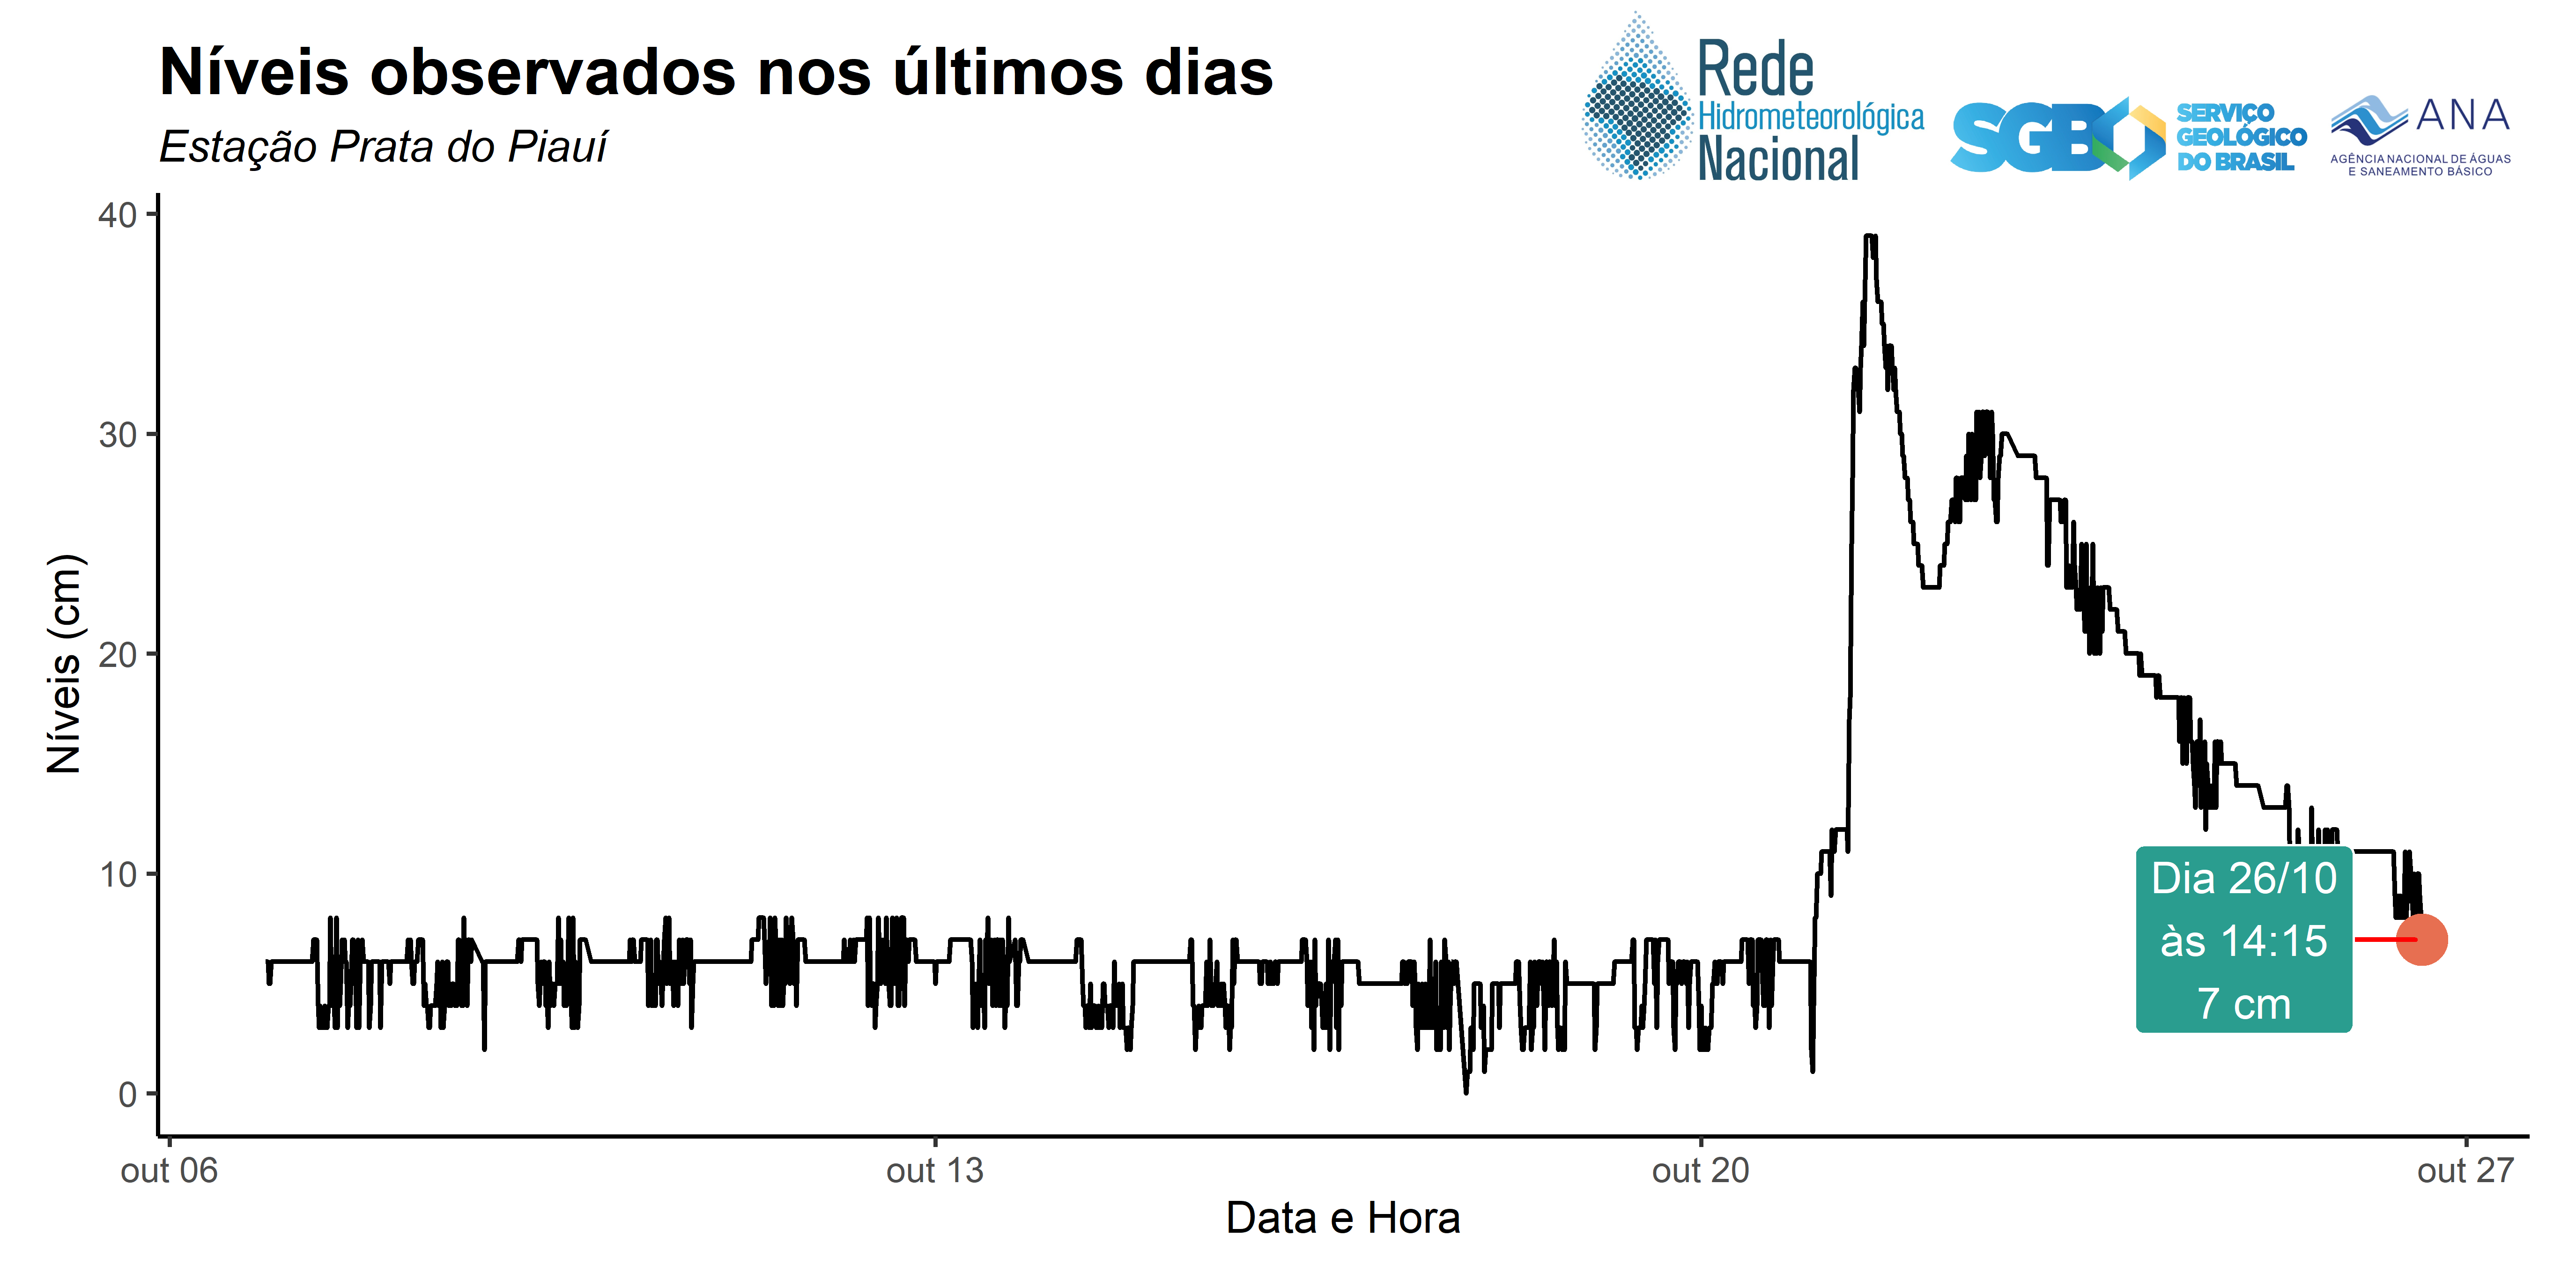 Níveis observados nos últimos dias
Estação Prata do Piauí
Rede
Hidrometeorológica
Nacional
SGB
SERVIÇO
GEOLÓGICO
DO BRASIL
ANA
AGÊNCIA NACIONAL DE ÁGUAS
E SANEAMENTO BÁSICO
40
30
20
10
0
Níveis (cm)
Dia 26/10
às 14:15
7 cm
out 06
out 13
out 20
out 27
Data e Hora